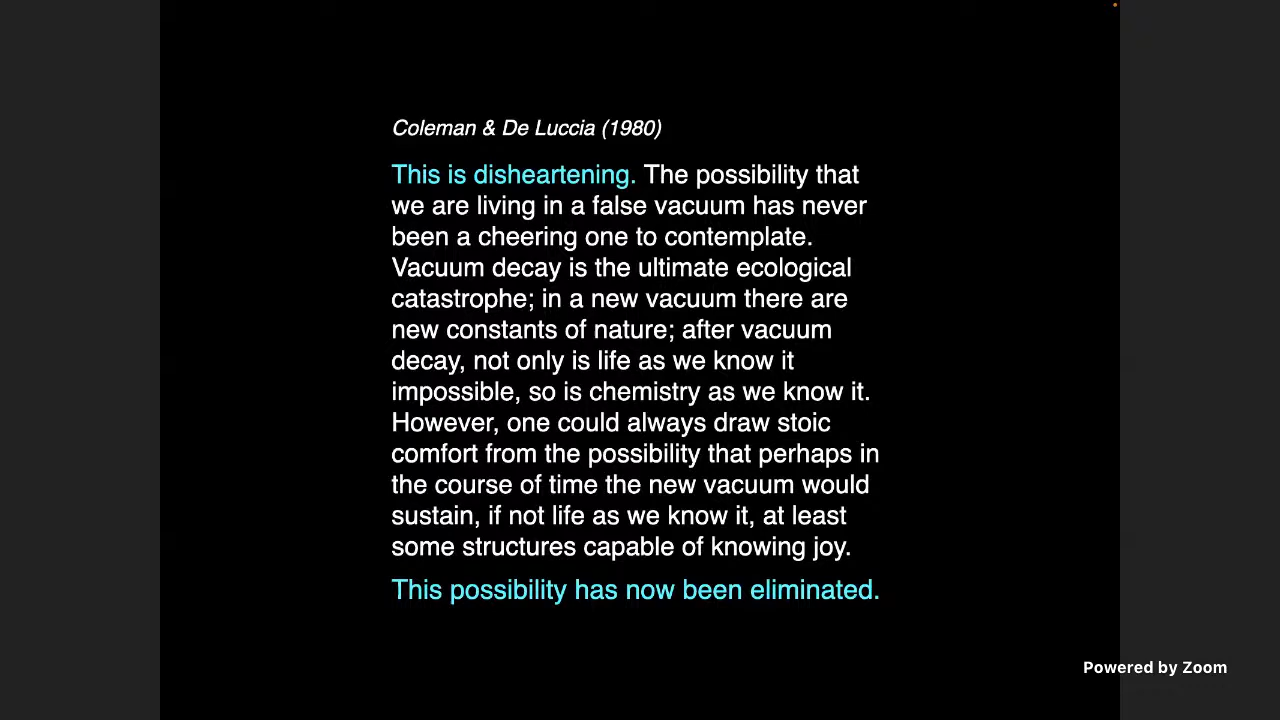 Coleman & De Luccia (1980)
This is disheartening. The possibility that
we are living in a false vacuum has never
been a cheering one to contemplate.
Vacuum decay is the ultimate ecological
catastrophe; in a new vacuum there are
new constants of nature; after vacuum
decay, not only is life as we know it
impossible, so is chemistry as we know it.
However, one could always draw stoic
comfort from the possibility that perhaps in
the course of time the new vacuum would
sustain, if not life as we know it, at least
some structures capable of knowing joy.
This possibility has now been eliminated.
Powered by Zoom